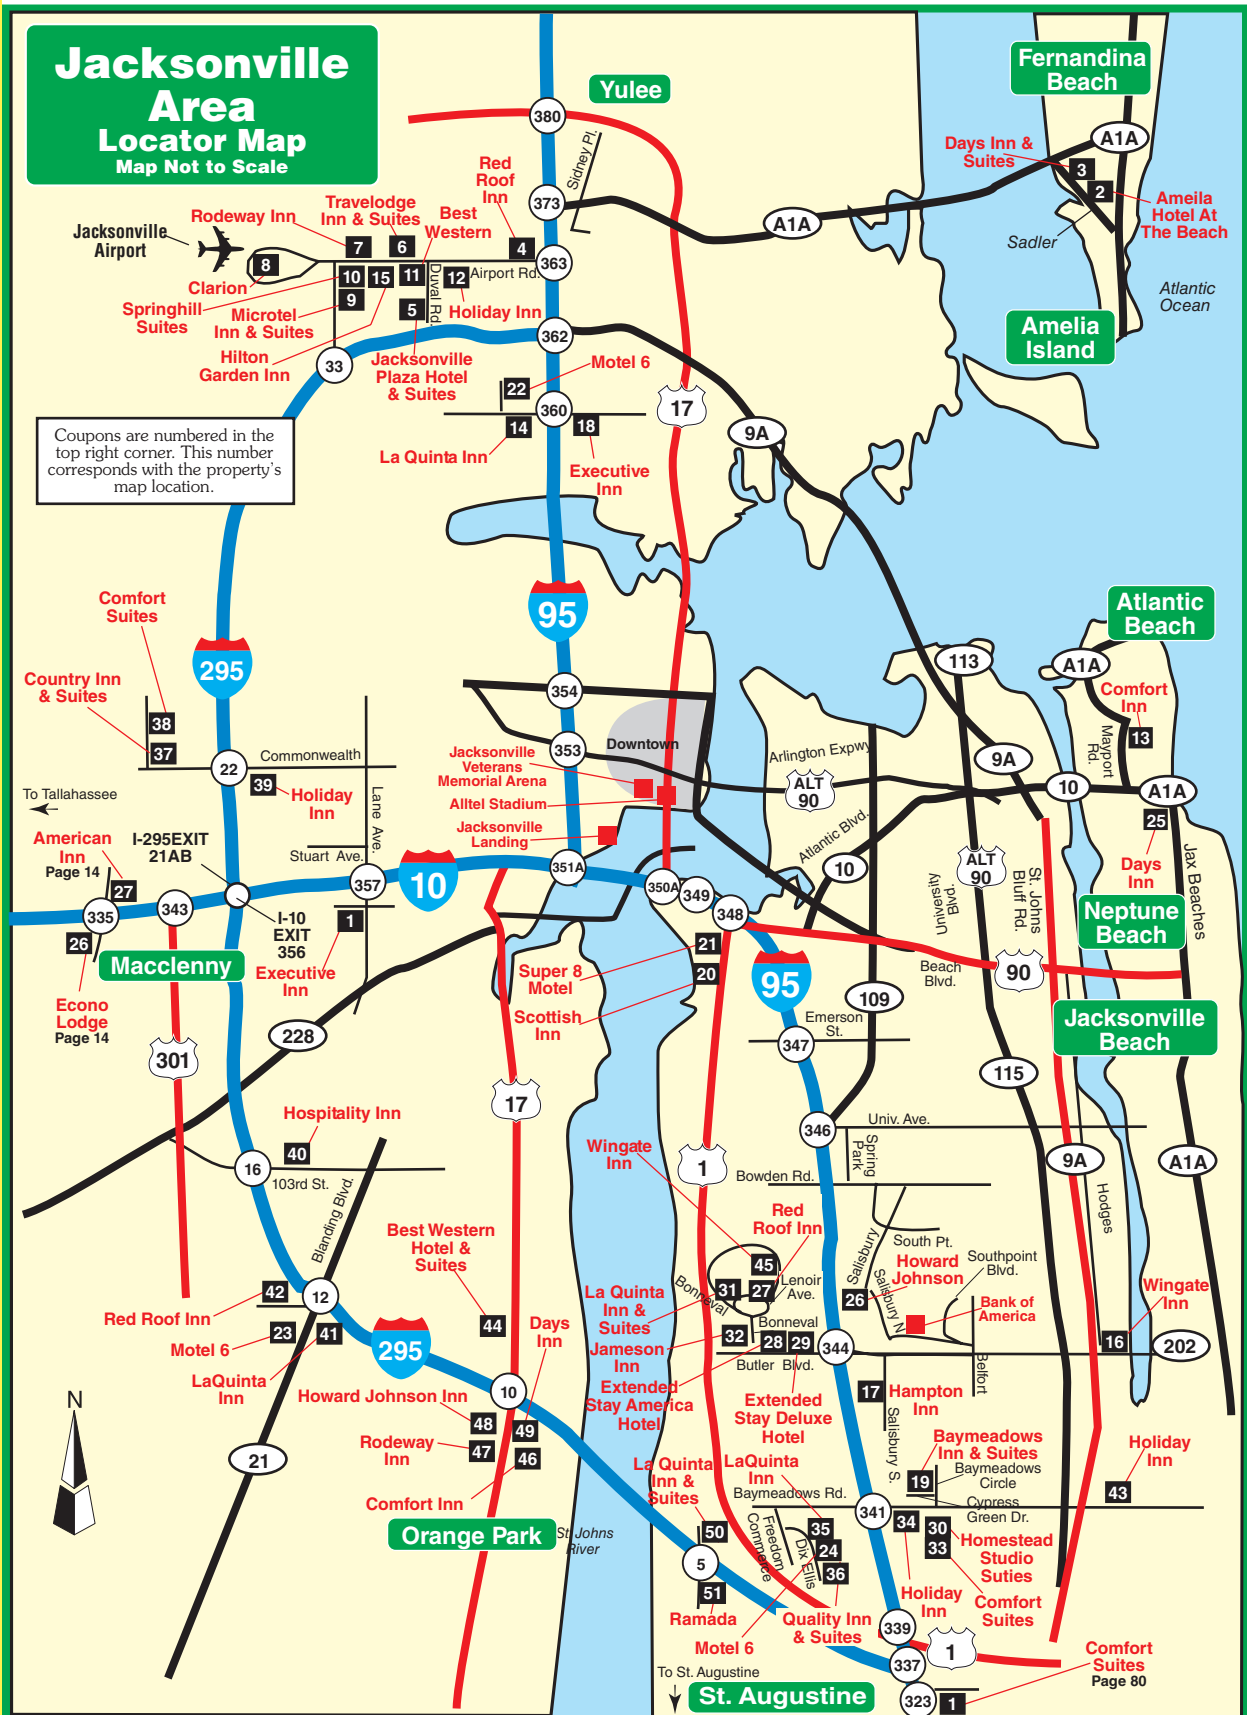 Jacksonville
Area
Locator Map
Map Not to Scale
Yulee
Fernandina
Beach
380
A1A
Sidney Pl.
Days Inn &
Suites
3
2
Ameila
Hotel At
The Beach
Sadler
Atlantic
Ocean
Amelia
Island
Red
Roof
Inn
373
A1A
Travelodge
Inn & Suites
Rodeway Inn
Best
Western
Jacksonville
Airport
7
6
4
363
8
10
15
11
12
Airport Rd.
Duval Rd.
Clarion
9
5
Springhill
Suites
Microtel
Inn & Suites
Holiday Inn
Hilton
Garden Inn
Jacksonville
Plaza Hotel
& Suites
33
362
Motel 6
22
17
360
14
18
9A
La Quinta Inn
Executive
Inn
Coupons are numbered in the
top right corner. This number
corresponds with the property's
map location.
95
Comfort
Suites
295
Atlantic
Beach
113
A1A
Country Inn
& Suites
354
Comfort
Inn
38
37
13
Mayport
Rd.
Commonwealth
22
353
Downtown
Arlington Expwy
9A
39
Holiday
Inn
Jacksonville
Veterans
Memorial Arena
ALT
90
10
A1A
To Tallahassee
Alltel Stadium
Lane Ave.
25
American
Inn
Page 14
I-295EXIT
21AB
Jacksonville
Landing
Atlantic Blvd.
Days
Inn
Jax Beaches
Stuart Ave.
351A
10
ALT
90
University
Blvd.
St. Johns
Bluff Rd.
27
357
10
350A
349
348
335
343
1
I-10
EXIT
356
Neptune
Beach
26
Macclenny
Executive
Inn
Super 8
Motel
21
20
95
Beach
Blvd.
90
Econo
Lodge
Page 14
Scottish
Inn
109
Jacksonville
Beach
Emerson
St.
228
347
301
17
115
Hospitality Inn
346
Univ. Ave.
40
Wingate
Inn
1
Spring
Park
9A
A1A
16
103rd St.
Bowden Rd.
Hodges
Blanding Blvd.
Best Western
Hotel &
Suites
Red
Roof Inn
South Pt.
Salisbury
45
Howard
Johnson
Southpoint
Blvd.
42
12
La Quinta
Inn &
Suites
Bonneval
31
27
Lenoir
Ave.
26
Salisbury N
Bank of
America
Wingate
Inn
Red Roof Inn
44
Days
Inn
23
41
295
32
Bonneval
28
29
344
16
202
Motel 6
Jameson
Inn
Butler Blvd.
Belfort
LaQuinta
Inn
Howard Johnson Inn
10
Extended
Stay America
Hotel
Extended
Stay Deluxe
Hotel
17
Hampton
Inn
Salisbury S.
N
48
49
Rodeway
Inn
47
46
21
La Quinta
Inn &
Suites
LaQuinta
Inn
Baymeadows
Inn & Suites
Holiday
Inn
Comfort Inn
Baymeadows Rd.
19
Baymeadows
Circle
43
Cypress
Green Dr.
Orange Park
St. Johns
River
50
341
34
30
33
35
24
36
Freedom
Commerce
Dix Ellis
Homestead
Studio
Suties
5
51
Holiday
Inn
Comfort
Suites
Ramada
Quality Inn
& Suites
339
Motel 6
1
Comfort
Suites
Page 80
337
To St. Augustine
St. Augustine
323
1